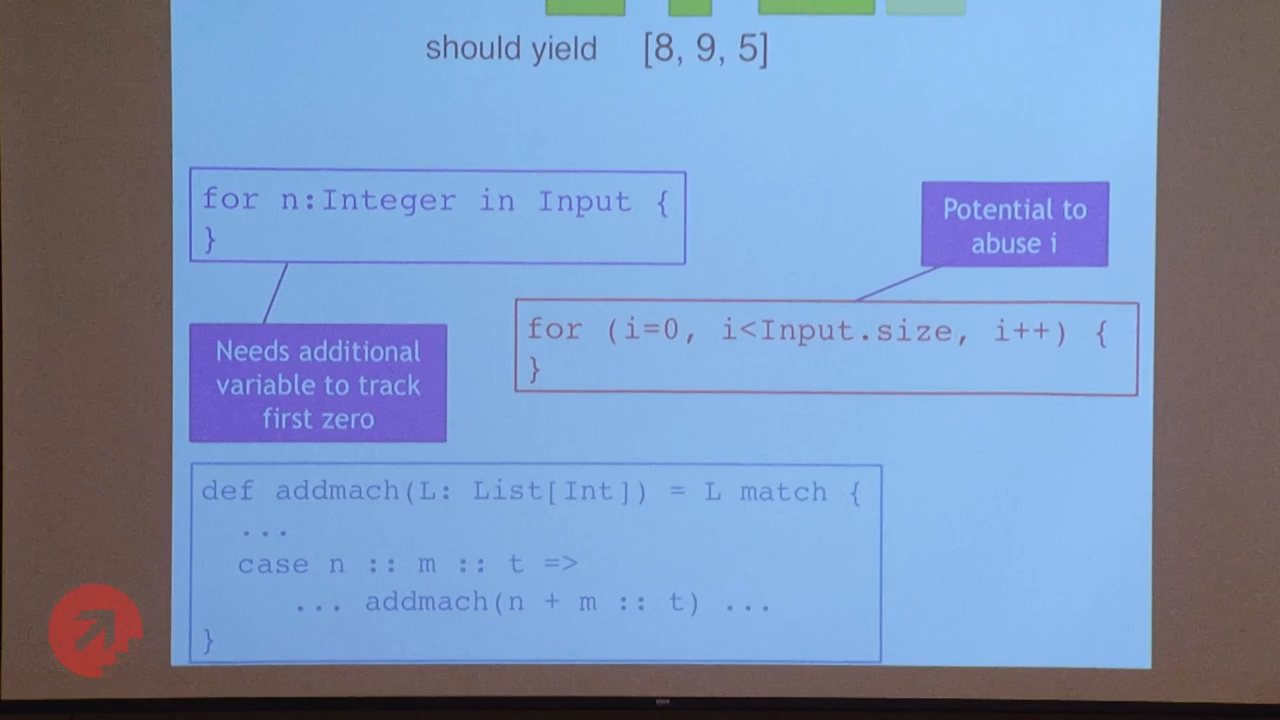 should yield [8, 9, 5]
for n:Integer in Input {
}
Potential to
abuse i
for (i=0, i<Input.size, i++) {
}
Needs additional
variable to track
first zero
def addmach(L: List[Int]) = L match {
...
case n :: m :: t =>
... addmach(n + m :: t) ...
}